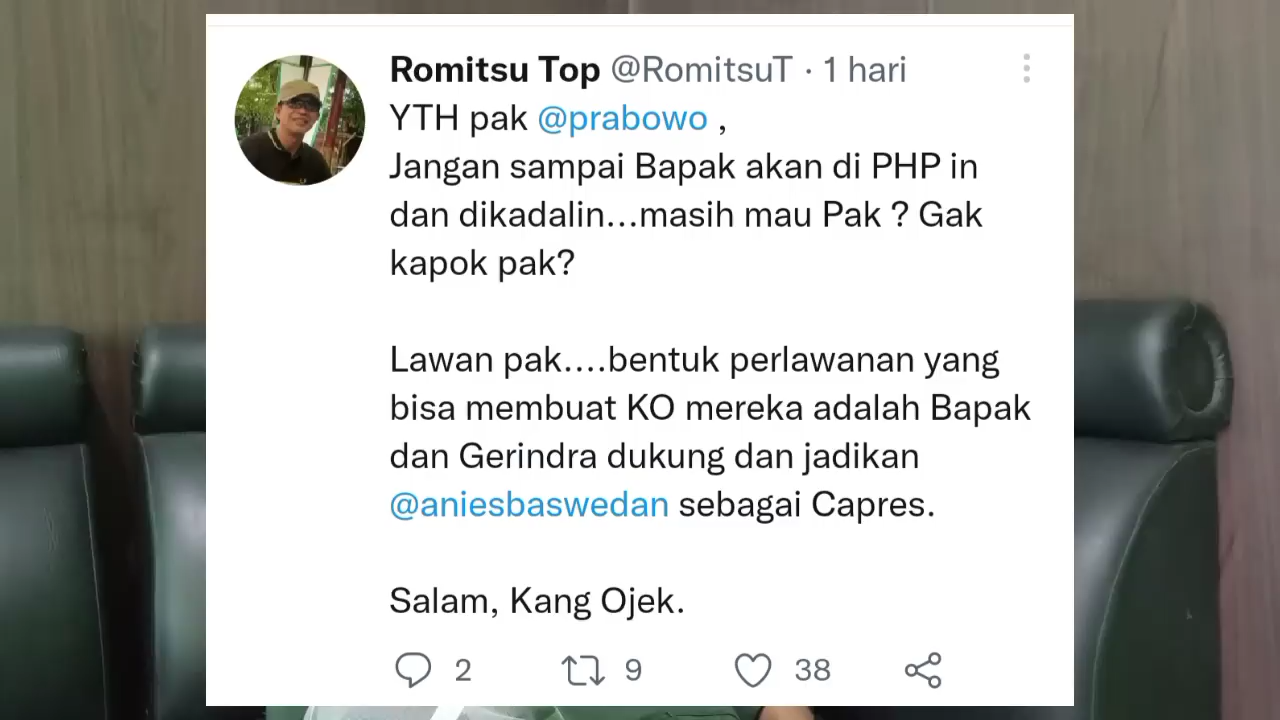 Romitsu Top @RomitsuT · 1 hari
YTH pak @prabowo ,
Jangan sampai Bapak akan di PHP in
dan dikadalin...masih mau Pak ? Gak
kapok pak?
Lawan pak....bentuk perlawanan yang
bisa membuat KO mereka adalah Bapak
dan Gerindra dukung dan jadikan
@aniesbaswedan sebagai Capres.
Salam, Kang Ojek.
2 9 38